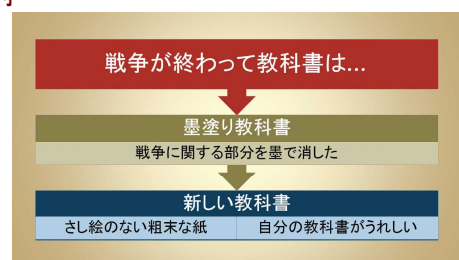 戦争が終わって教科書は…
墨塗り教科書
戦争に関する部分を墨で消した
新しい教科書
さし絵のない粗末な紙
自分の教科書がうれしい